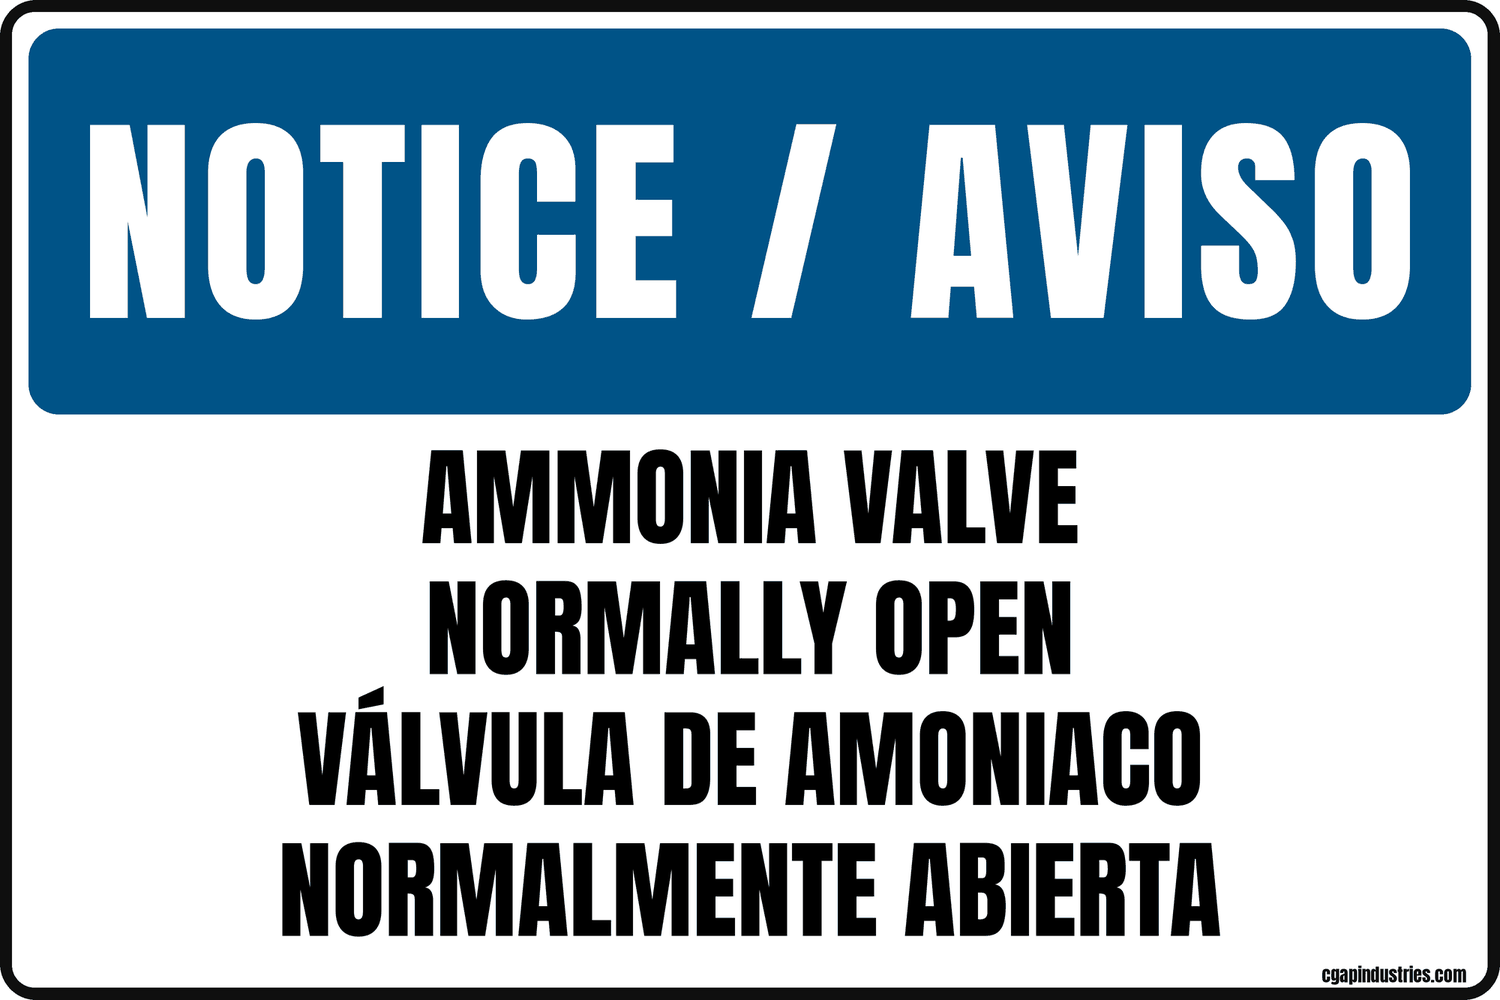 NOTICE / AVISO
AMMONIA VALVE
NORMALLY OPEN
VÁLVULA DE AMONIACO
NORMALMENTE ABIERTA
cgapindustries.com